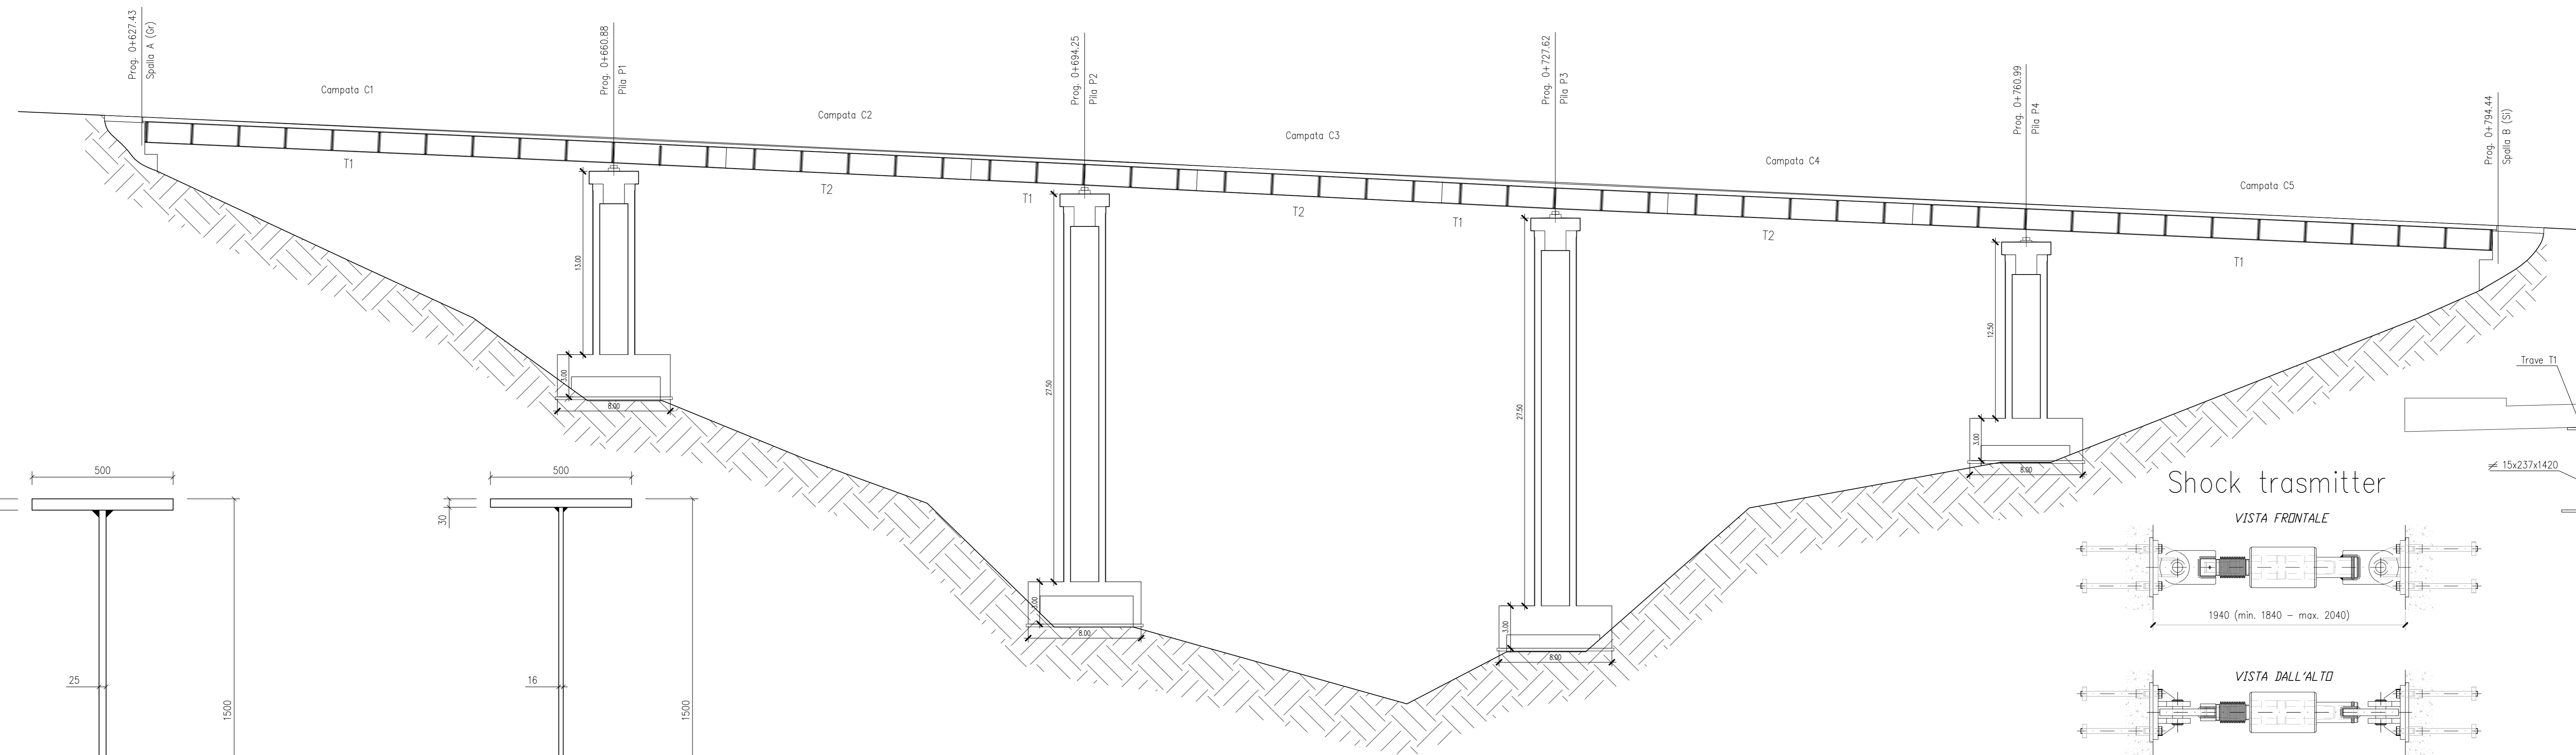 Prog. 0+627.43
Spalla A (Gr)
Prog. 0+660.88
Pila P1
Prog. 0+694.25
Pila P2
Prog. 0+727.62
Pila P3
Prog. 0+760.99
Pila P4
Prog. 0+794.44
Spalla B (Si)
Campata C1
Campata C2
Campata C3
Campata C4
Campata C5
T1
T2
T1
T2
T1
T2
T1
13.00
3.00
8.00
27.50
3.00
8.00
27.50
3.00
8.00
12.50
3.00
8.00
Trave T1
≠ 15x237x1420
500
25
1500
500
30
16
1500
Shock trasmitter
VISTA FRONTALE
1940 (min. 1840 - max. 2040)
VISTA DALL'ALTO